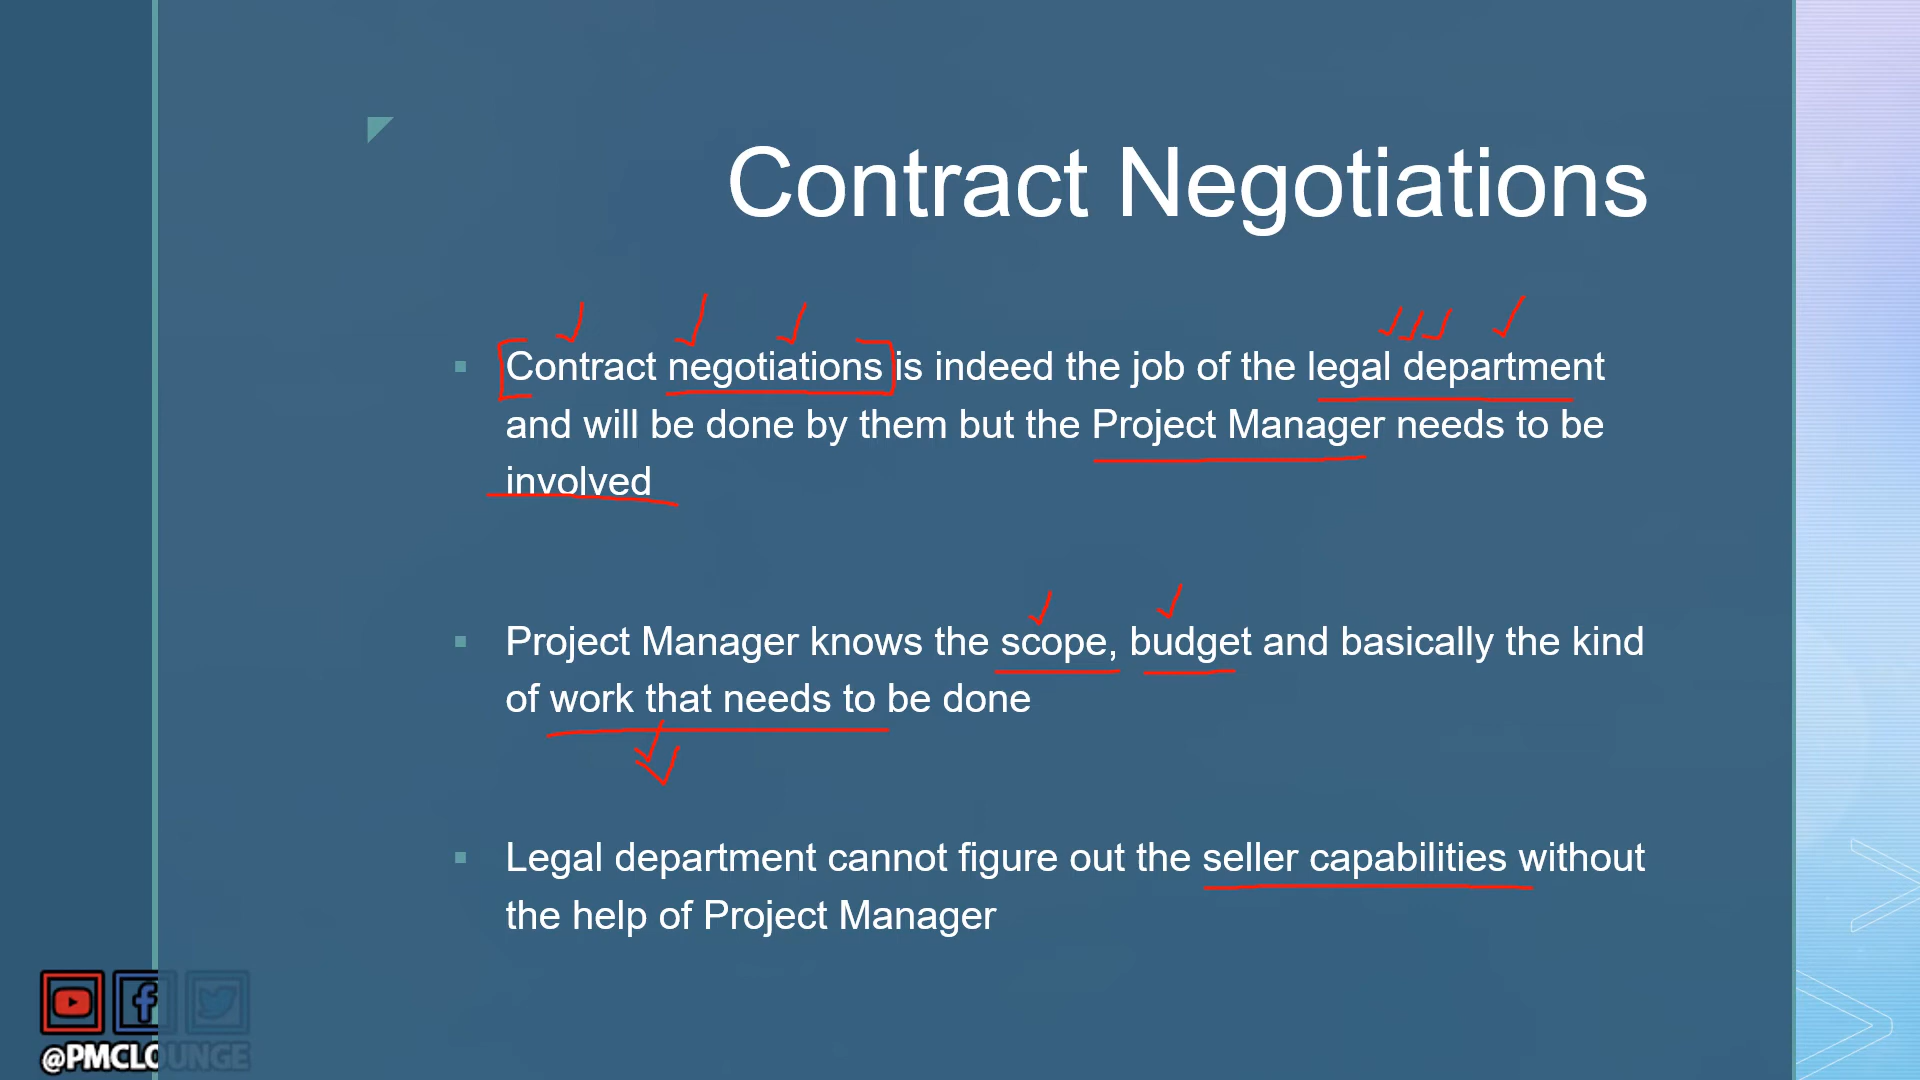 Contract Negotiations
▪ Contract negotiations is indeed the job of the legal department
and will be done by them but the Project Manager needs to be
involved
▪ Project Manager knows the scope, budget and basically the kind
of work that needs to be done
▪ Legal department cannot figure out the seller capabilities without
the help of Project Manager
@PMCLOUNGE